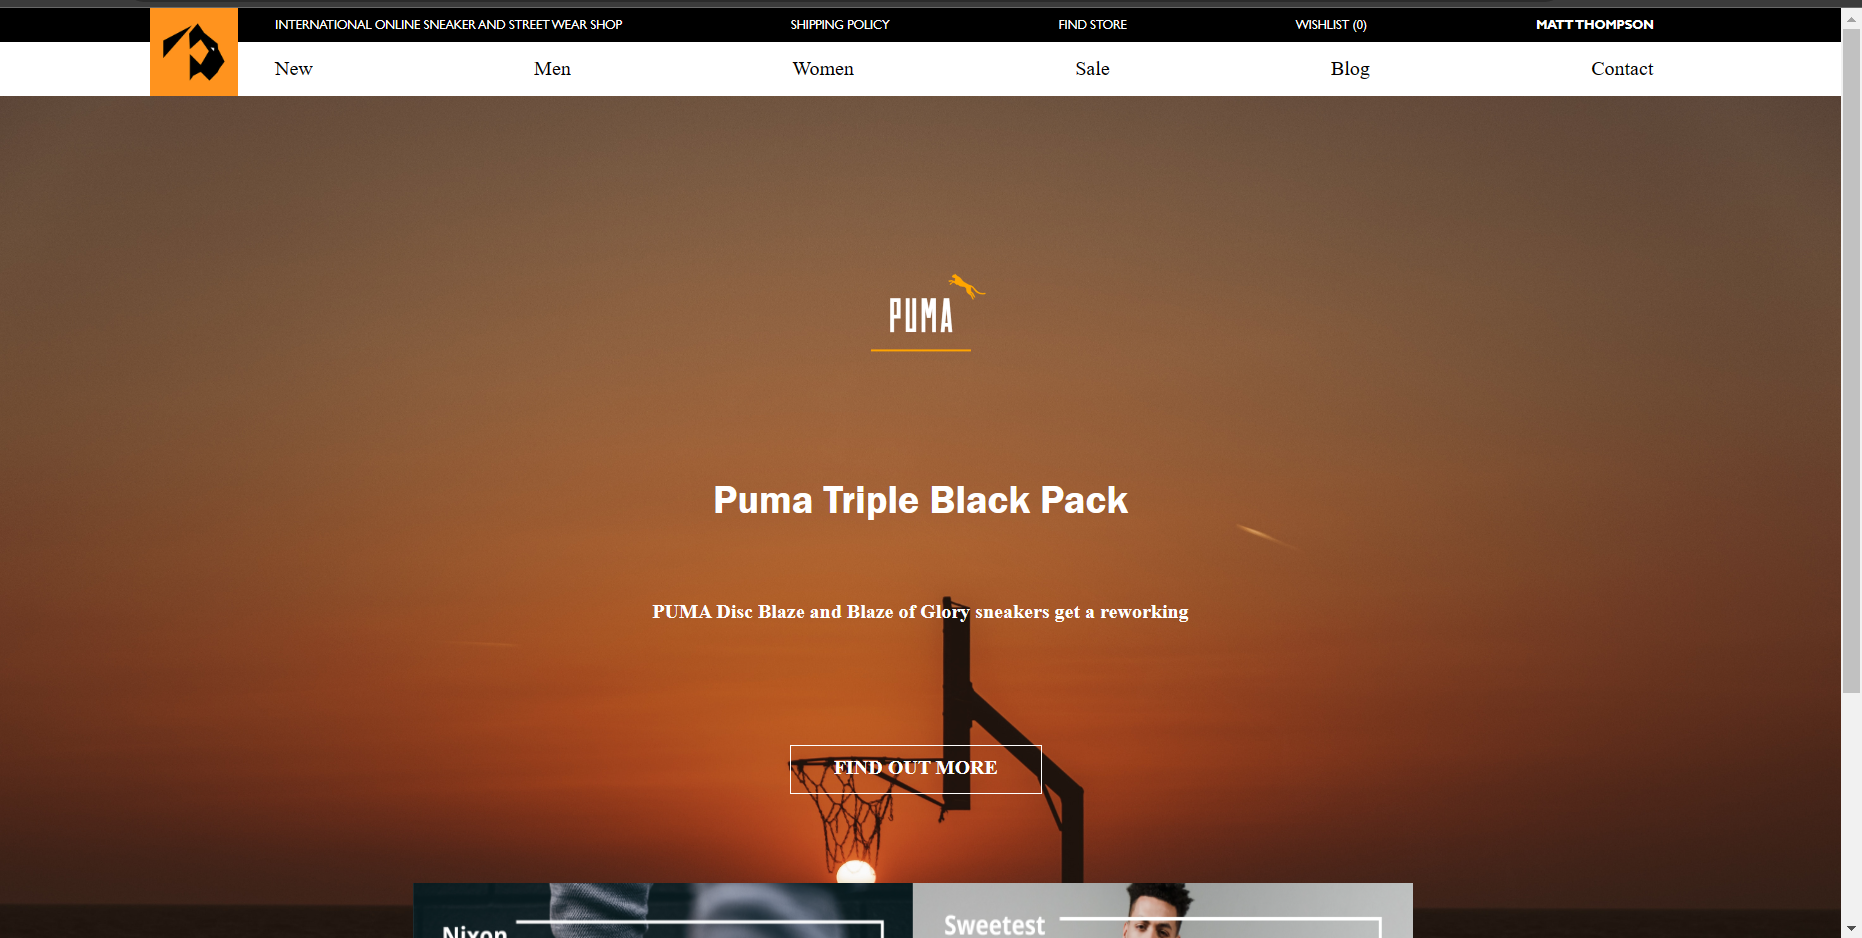 INTERNATIONAL ONLINE SNEAKER AND STREET WEAR SHOP SHIPPING POLICY FIND STORE WISHLIST (0) MATT THOMPSON
New Men Women Sale Blog Contact
PUMA
Puma Triple Black Pack
PUMA Disc Blaze and Blaze of Glory sneakers get a reworking
FIND OUT MORE
Nixon
Sweetest